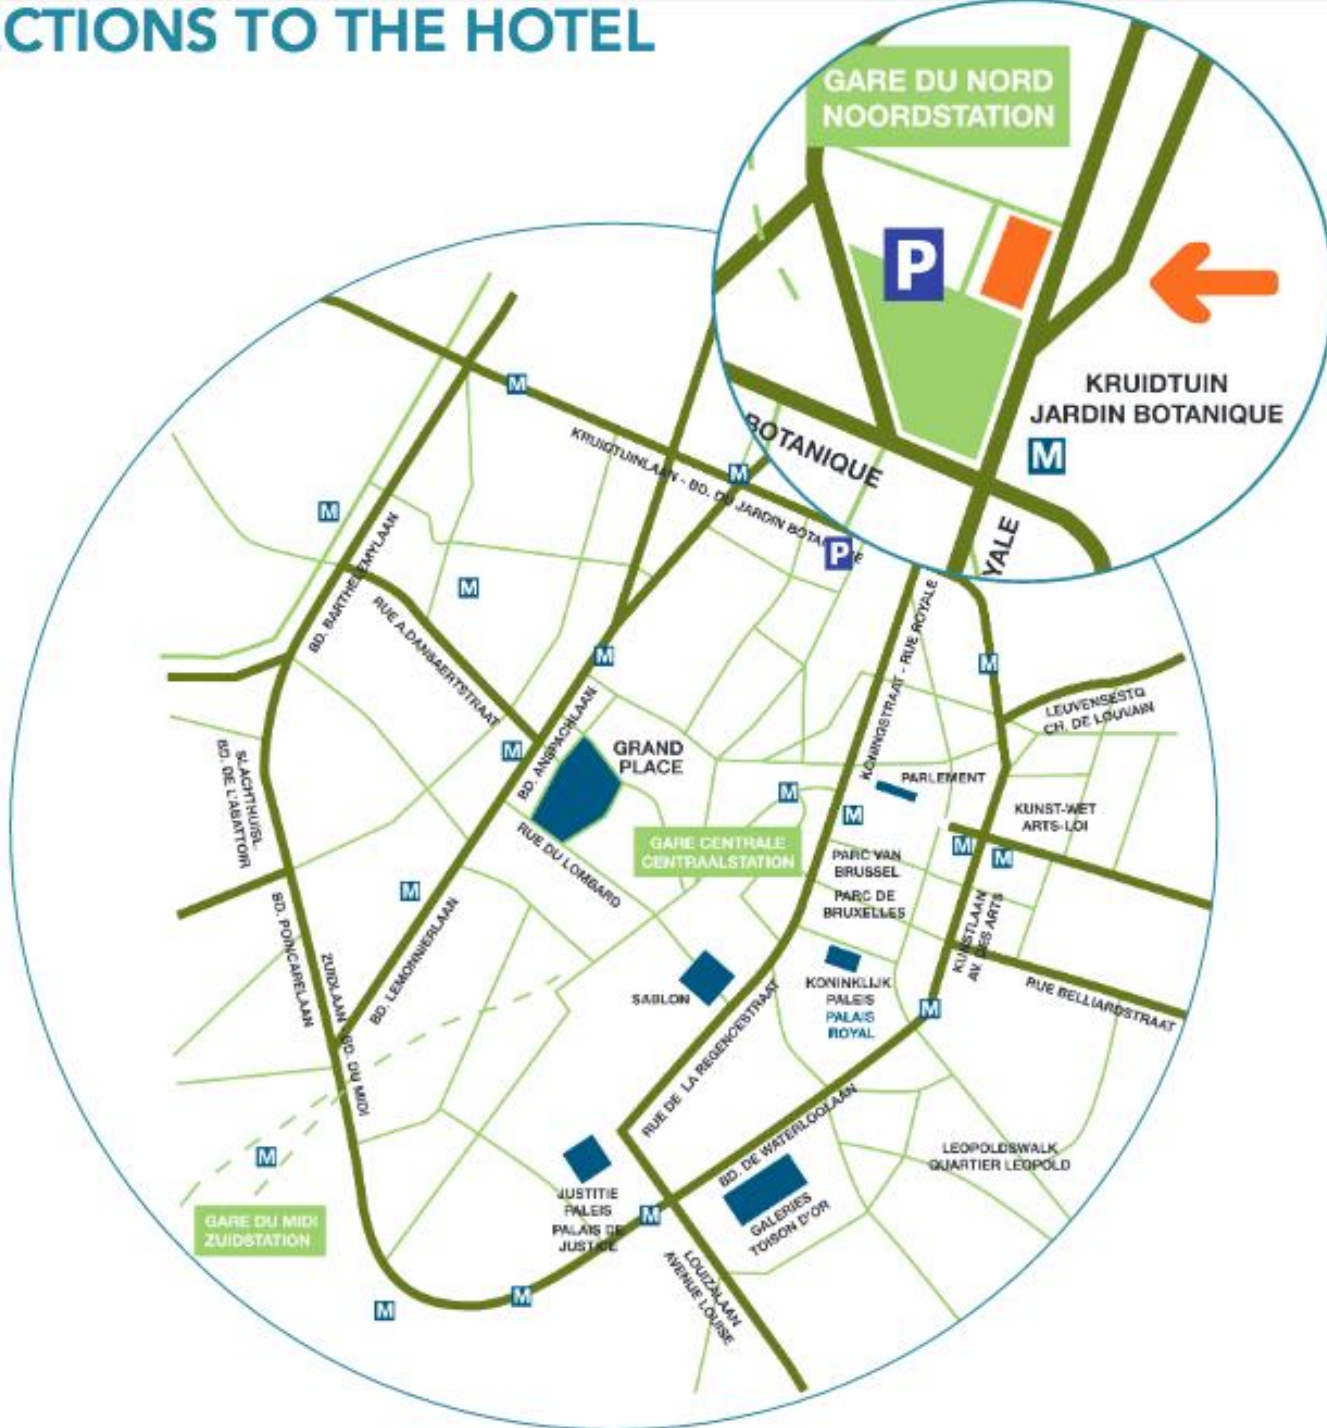 ECTIONS TO THE HOTEL
GARE DU NORD
NOORDSTATION
P
KRUIDTUIN
JARDIN BOTANIQUE
M
BOTANIQUE
YALE
M
KRUIDTUINLAAN - BD. DU JARDIN BOTANIQUE
M
P
M
BD. BARTHELEMYLAAN
M
RUE A.DANSAERTSTRAAT
M
KONINGSTRAAT - RUE ROYALE
M
LEUVENSESTG
CH. DE LOUVAIN
SLACHTHUISL
BD. DE L'ABATTOIR
M
BD. ANSPACHLAAN
GRAND
PLACE
M
PARLEMENT
M
KUNST-WET
ARTS-LOI
M
M
RUE DU LOMBARD
GARE CENTRALE
CENTRAALSTATION
PARC VAN
BRUSSEL
PARC DE
BRUXELLES
M
BD. POINCARELAAN
BD. LEMONNIERLAAN
KUNSTLAAN
AV. DES ARTS
ZUIDLAAN - BD. DU MIDI
SABLON
KONINKLIJK
PALEIS
PALAIS
ROYAL
M
RUE BELLIARDSTRAAT
RUE DE LA REGENCESTRAAT
M
BD. DE WATERLOOLAAN
LEOPOLDSWALK
QUARTIER LEOPOLD
GARE DU MIDI
ZUIDSTATION
JUSTITIE
PALEIS
PALAIS DE
JUSTICE
M
GALERIES
TOISON D'OR
LOUIZALAAN
AVENUE LOUISE
M
M